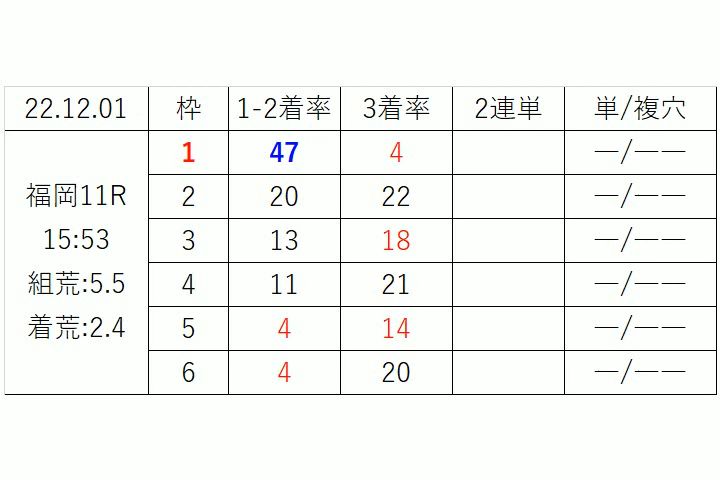 22.12.01 枠 1-2着率 3着率 2連単 単/複穴
1 47 4 ―/――
福岡11R 2 20 22 ―/――
15:53 3 13 18 ―/――
組荒:5.5 4 11 21 ―/――
着荒:2.4 5 4 14 ―/――
6 4 20 ―/――